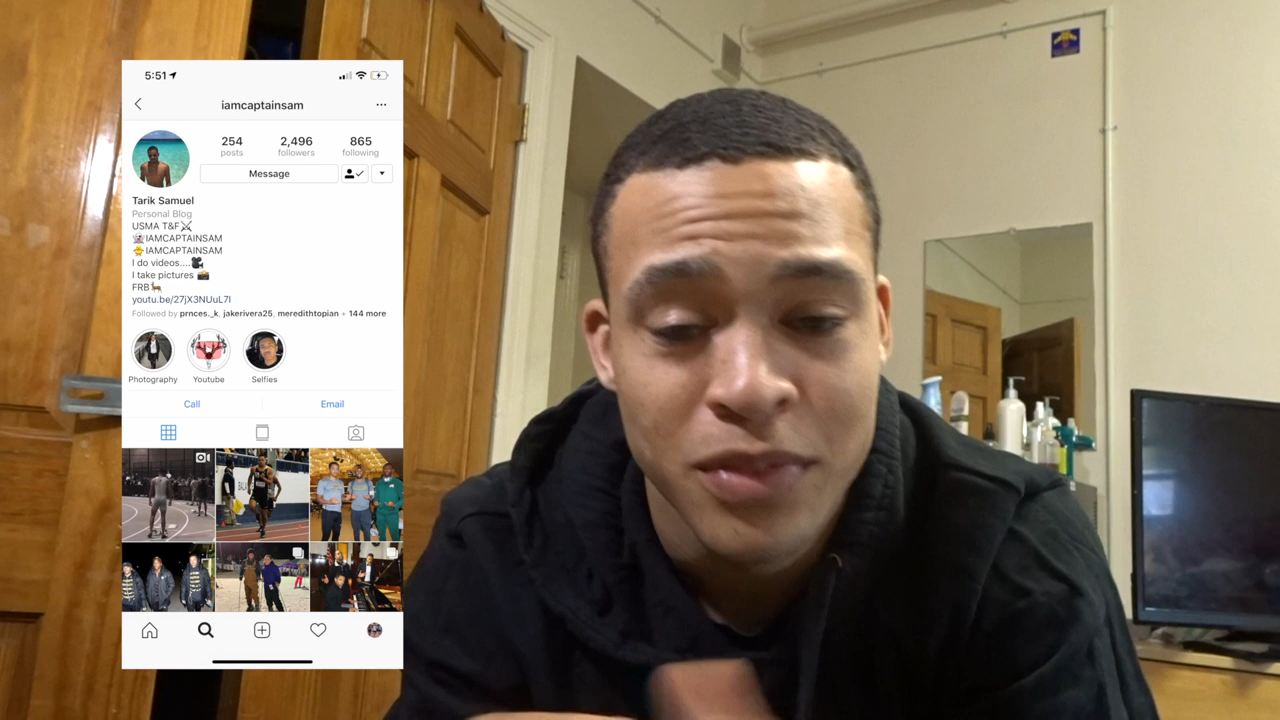 5:51
iamcaptainsam
254 2,496 865
posts followers following
Message
Tarik Samuel
Personal Blog
USMA T&F⚔
👻IAMCAPTAINSAM
🐥IAMCAPTAINSAM
I do videos....🎥
I take pictures 📸
FRB🦌
youtu.be/27jX3NUuL7I
Followed by prnces._k, jakerivera25, meredithtopian + 144 more
Photography Youtube Selfies
Call Email